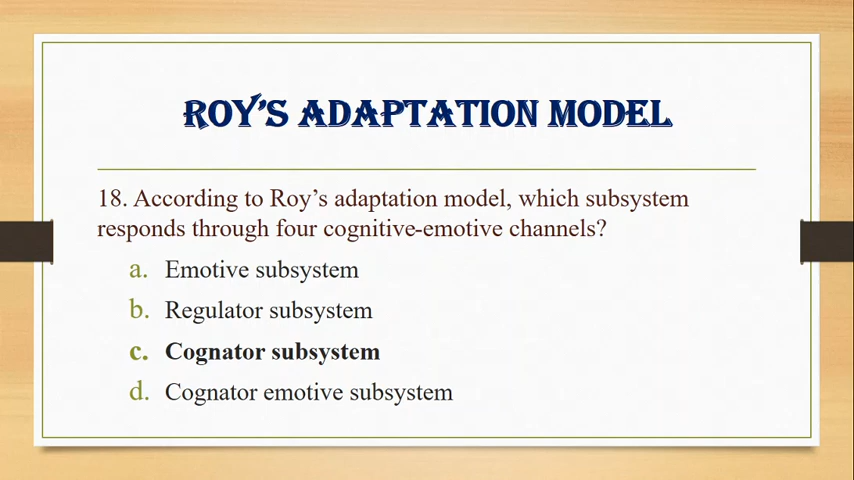 ROY'S ADAPTATION MODEL
18. According to Roy's adaptation model, which subsystem
responds through four cognitive-emotive channels?
a. Emotive subsystem
b. Regulator subsystem
c. Cognator subsystem
d. Cognator emotive subsystem